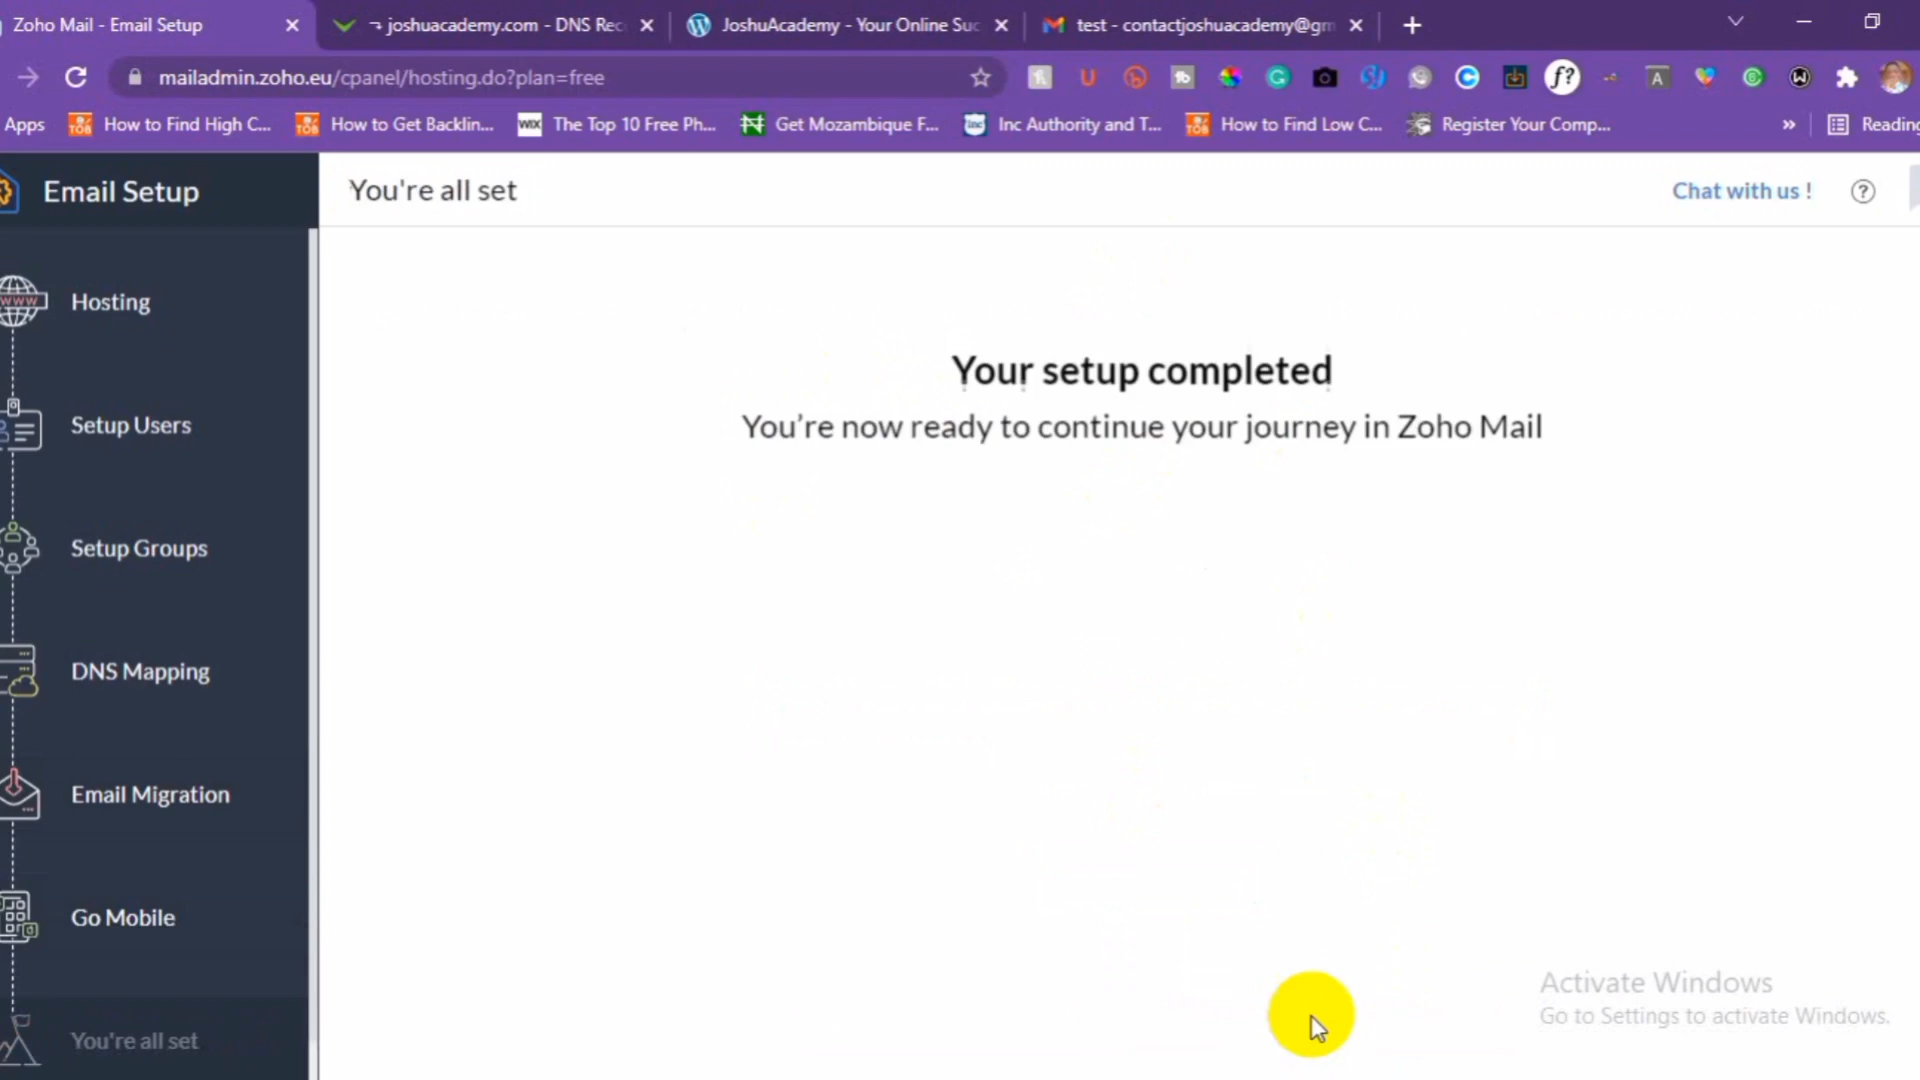 Zoho Mail - Email Setup
joshuacademy.com - DNS Rec
JoshuAcademy - Your Online Suc
test - contactjoshuacademy@gm
mailadmin.zoho.eu/cpanel/hosting.do?plan=free
Apps
How to Find High C...
How to Get Backlin...
WIX
The Top 10 Free Ph...
Get Mozambique F...
Inc Authority and T...
How to Find Low C...
Register Your Comp...
Reading
Email Setup
You're all set
Chat with us !
Hosting
Your setup completed
You're now ready to continue your journey in Zoho Mail
Setup Users
Setup Groups
DNS Mapping
Email Migration
Go Mobile
Activate Windows
Go to Settings to activate Windows.
You're all set